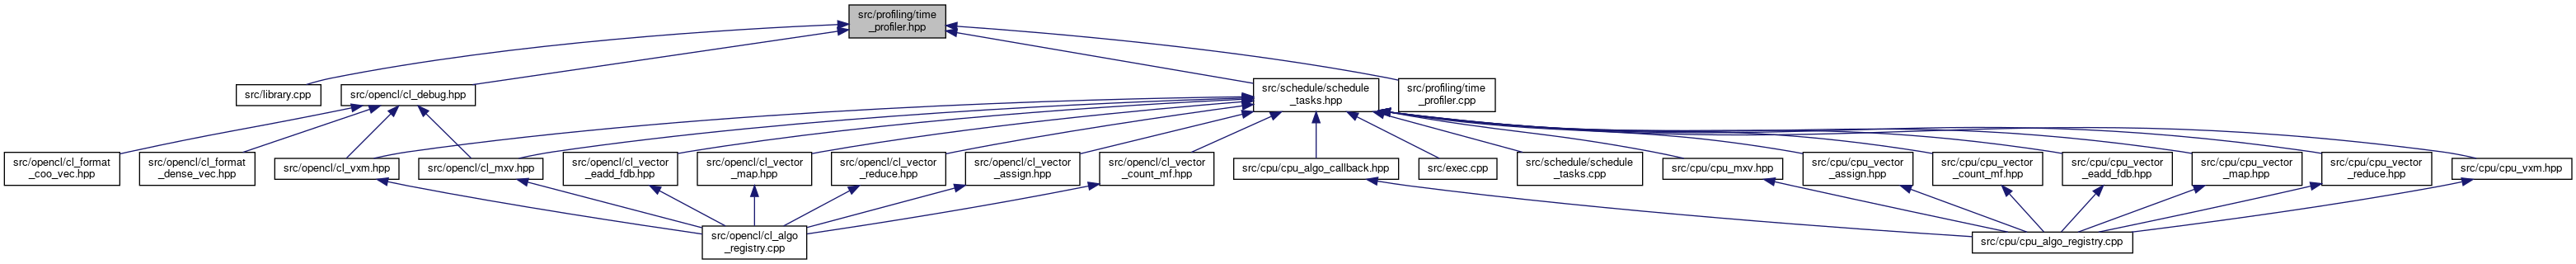 src/profiling/time
_profiler.hpp
src/library.cpp
src/opencl/cl_debug.hpp
src/schedule/schedule
_tasks.hpp
src/profiling/time
_profiler.cpp
src/opencl/cl_format
_coo_vec.hpp
src/opencl/cl_format
_dense_vec.hpp
src/opencl/cl_vxm.hpp
src/opencl/cl_mxv.hpp
src/opencl/cl_vector
_eadd_fdb.hpp
src/opencl/cl_vector
_map.hpp
src/opencl/cl_vector
_reduce.hpp
src/opencl/cl_vector
_assign.hpp
src/opencl/cl_vector
_count_mf.hpp
src/cpu/cpu_algo_callback.hpp
src/exec.cpp
src/schedule/schedule
_tasks.cpp
src/cpu/cpu_mxv.hpp
src/cpu/cpu_vector
_assign.hpp
src/cpu/cpu_vector
_count_mf.hpp
src/cpu/cpu_vector
_eadd_fdb.hpp
src/cpu/cpu_vector
_map.hpp
src/cpu/cpu_vector
_reduce.hpp
src/cpu/cpu_vxm.hpp
src/opencl/cl_algo
_registry.cpp
src/cpu/cpu_algo_registry.cpp